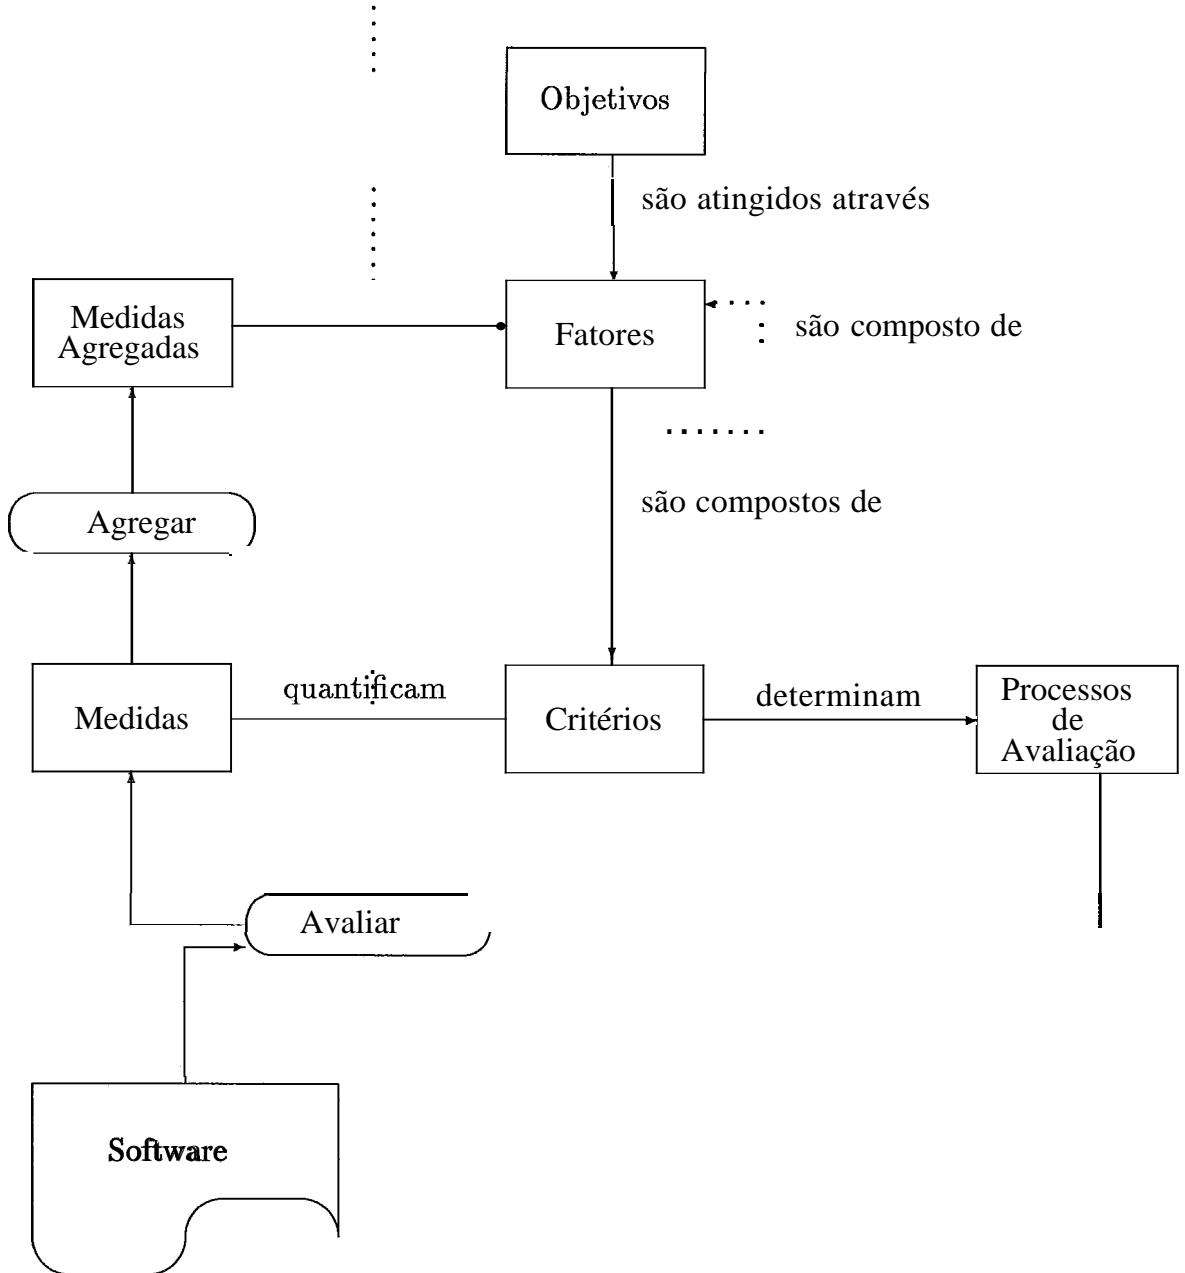 Objetivos
são atingidos através
Medidas
Agregadas
Fatores
são composto de
são compostos de
Agregar
quantificam
determinam
Medidas
Critérios
Processos
de
Avaliação
Avaliar
Software